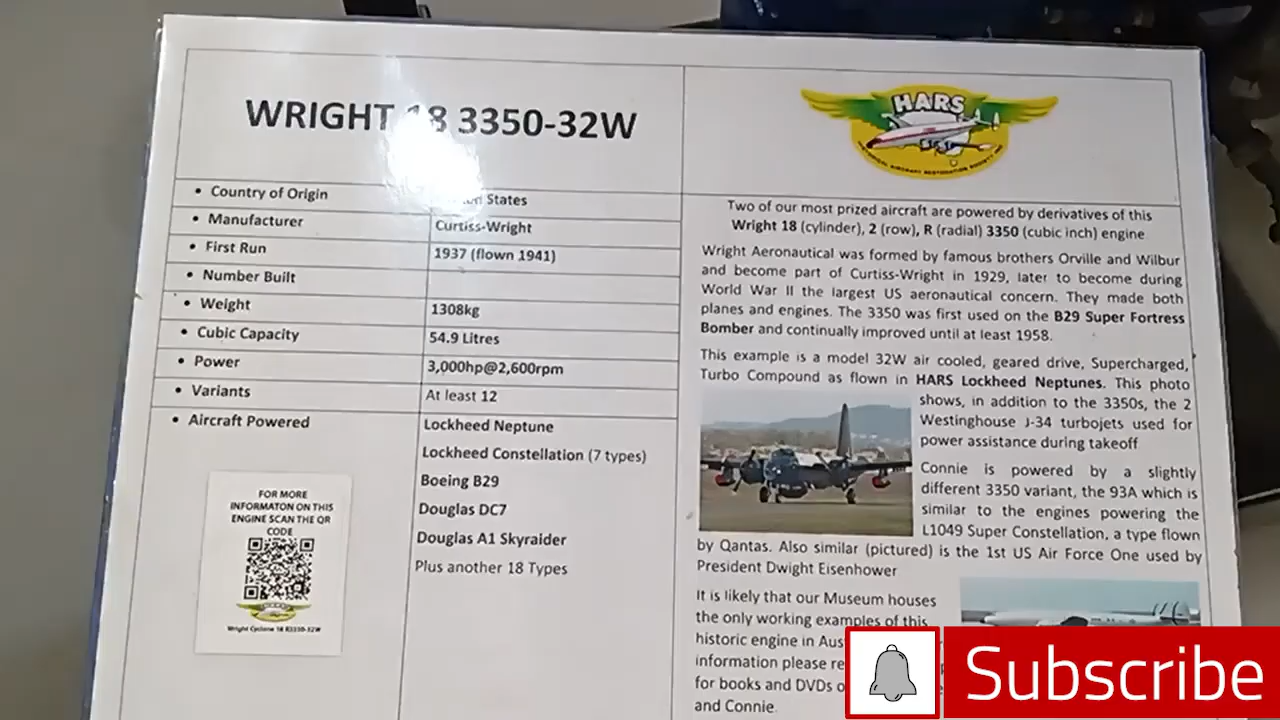 WRIGHT 18 3350-32W
HARS
• Country of Origin
States
• Manufacturer
Curtiss-Wright
• First Run
1937 (flown 1941)
• Number Built
• Weight
1308kg
• Cubic Capacity
54.9 Litres
• Power
3,000hp@2,600rpm
• Variants
At least 12
• Aircraft Powered
Lockheed Neptune
Lockheed Constellation (7 types)
Boeing B29
Douglas DC7
Douglas A1 Skyraider
Plus another 18 Types
FOR MORE
INFORMATON ON THIS
ENGINE SCAN THE QR
CODE
Wright Cyclone 18 R3350-32W
Two of our most prized aircraft are powered by derivatives of this
Wright 18 (cylinder), 2 (row), R (radial) 3350 (cubic inch) engine
Wright Aeronautical was formed by famous brothers Orville and Wilbur
and become part of Curtiss-Wright in 1929, later to become during
World War II the largest US aeronautical concern. They made both
planes and engines. The 3350 was first used on the B29 Super Fortress
Bomber and continually improved until at least 1958.
This example is a model 32W air cooled, geared drive, Supercharged,
Turbo Compound as flown in HARS Lockheed Neptunes. This photo
shows, in addition to the 3350s, the 2
Westinghouse J-34 turbojets used for
power assistance during takeoff
Connie is powered by a slightly
different 3350 variant, the 93A which is
similar to the engines powering the
L1049 Super Constellation, a type flown
by Qantas. Also similar (pictured) is the 1st US Air Force One used by
President Dwight Eisenhower
It is likely that our Museum houses
the only working examples of this
historic engine in
information please
for books and DVDs
and Connie.
Subscribe